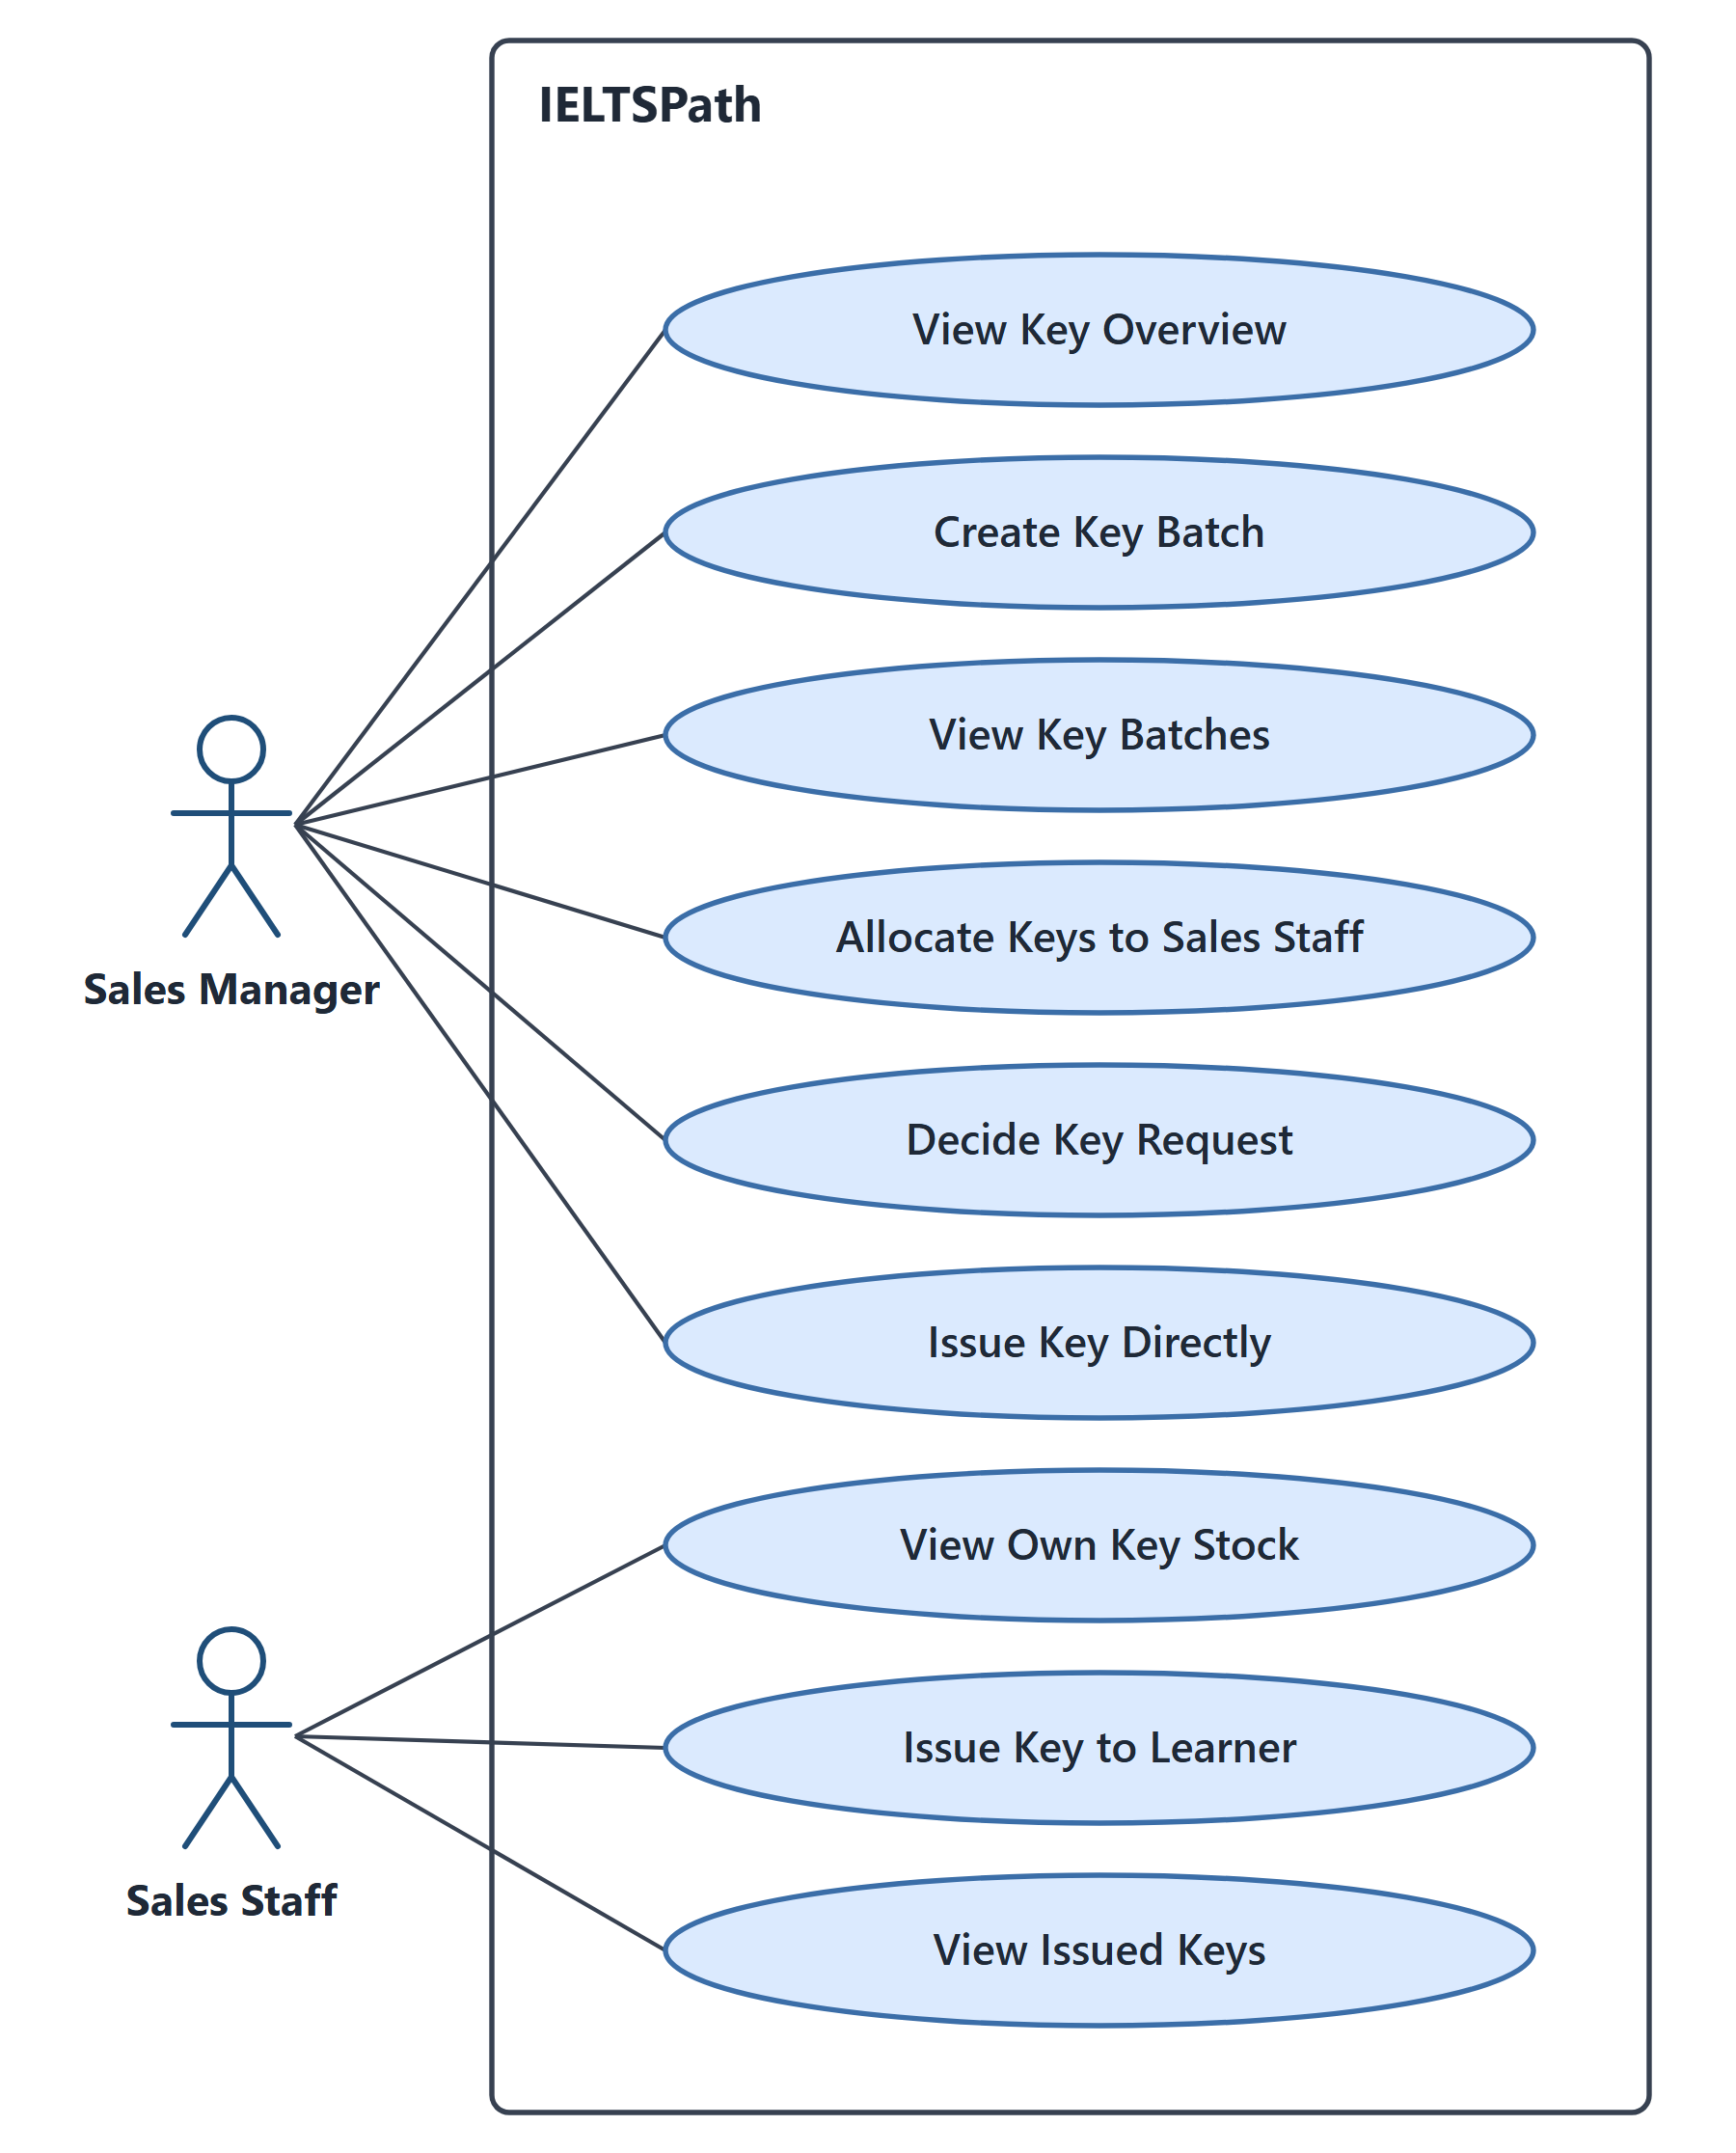 IELTSPath
View Key Overview
Create Key Batch
View Key Batches
Allocate Keys to Sales Staff
Sales Manager
Decide Key Request
Issue Key Directly
View Own Key Stock
Issue Key to Learner
Sales Staff
View Issued Keys